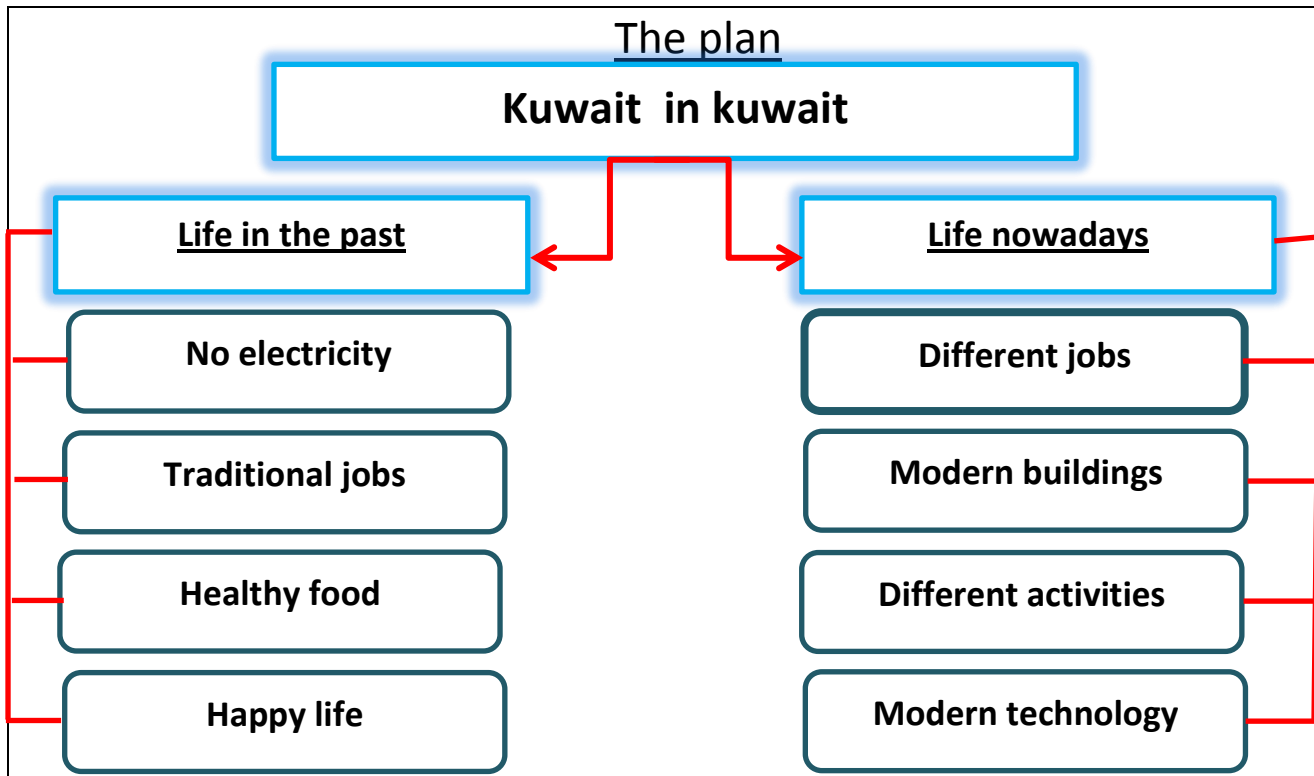 The plan
Kuwait  in kuwait
Life in the past
No electricity
Traditional jobs
Healthy food
Happy life
Life nowadays
Different jobs
Modern buildings
Different activities
Modern technology